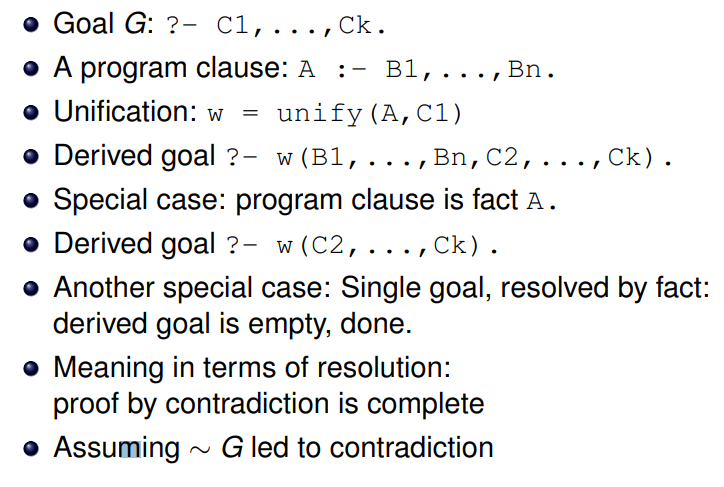 Goal G: ?- C1,...,Ck.
A program clause: A :- B1,...,Bn.
Unification: w = unify(A,C1)
Derived goal ?- w(B1,...,Bn,C2,...,Ck).
Special case: program clause is fact A.
Derived goal ?- w(C2,...,Ck).
Another special case: Single goal, resolved by fact:
derived goal is empty, done.
Meaning in terms of resolution:
proof by contradiction is complete
Assuming ∼ G led to contradiction